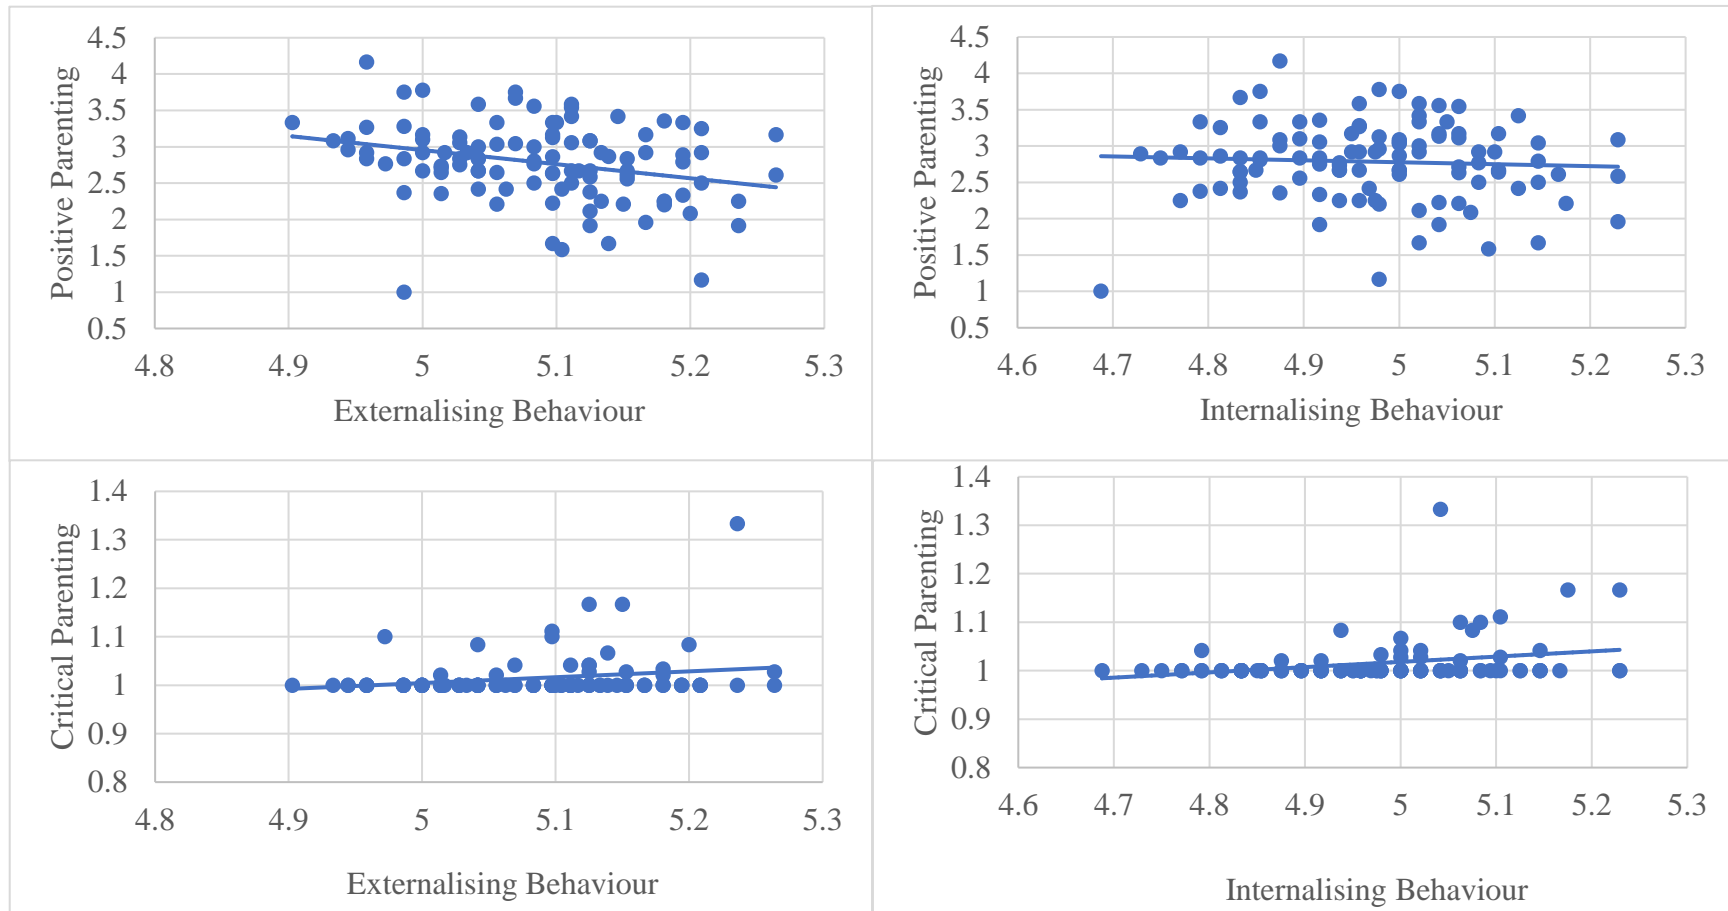 4.5
4
3.5
3
2.5
2
1.5
1
0.5
Positive Parenting
4.8 4.9 5 5.1 5.2 5.3
Externalising Behaviour
4.5
4
3.5
3
2.5
2
1.5
1
0.5
Positive Parenting
4.6 4.7 4.8 4.9 5 5.1 5.2 5.3
Internalising Behaviour
1.4
1.3
1.2
1.1
1
0.9
0.8
Critical Parenting
4.8 4.9 5 5.1 5.2 5.3
Externalising Behaviour
1.4
1.3
1.2
1.1
1
0.9
0.8
Critical Parenting
4.6 4.7 4.8 4.9 5 5.1 5.2 5.3
Internalising Behaviour